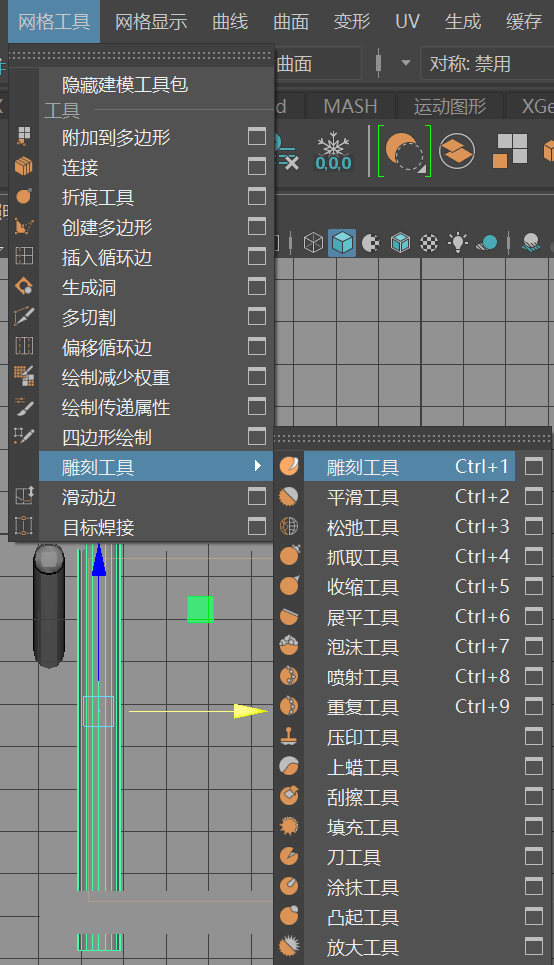 网格工具 网格显示 曲线 曲面 变形 UV 生成 缓存
曲面 对称: 禁用
隐藏建模工具包
工具
MASH 运动图形 XGe
附加到多边形
0,0,0
连接
折痕工具
创建多边形
插入循环边
生成洞
多切割
偏移循环边
绘制减少权重
绘制传递属性
四边形绘制
雕刻工具
滑动边
目标焊接
雕刻工具 Ctrl+1
平滑工具 Ctrl+2
松弛工具 Ctrl+3
抓取工具 Ctrl+4
收缩工具 Ctrl+5
展平工具 Ctrl+6
泡沫工具 Ctrl+7
喷射工具 Ctrl+8
重复工具 Ctrl+9
压印工具
上蜡工具
刮擦工具
填充工具
刀工具
涂抹工具
凸起工具
放大工具